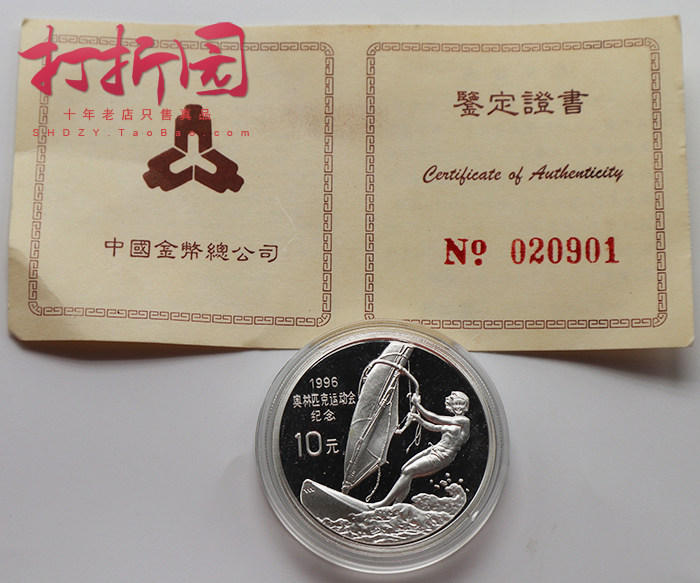 打折园
十年老店只售真品
SHDZY.TaoBao.com
中國金幣總公司
鑒定證書
Certificate of Authenticity
Nº 020901
1996
奥林匹克运动会
纪念
10元